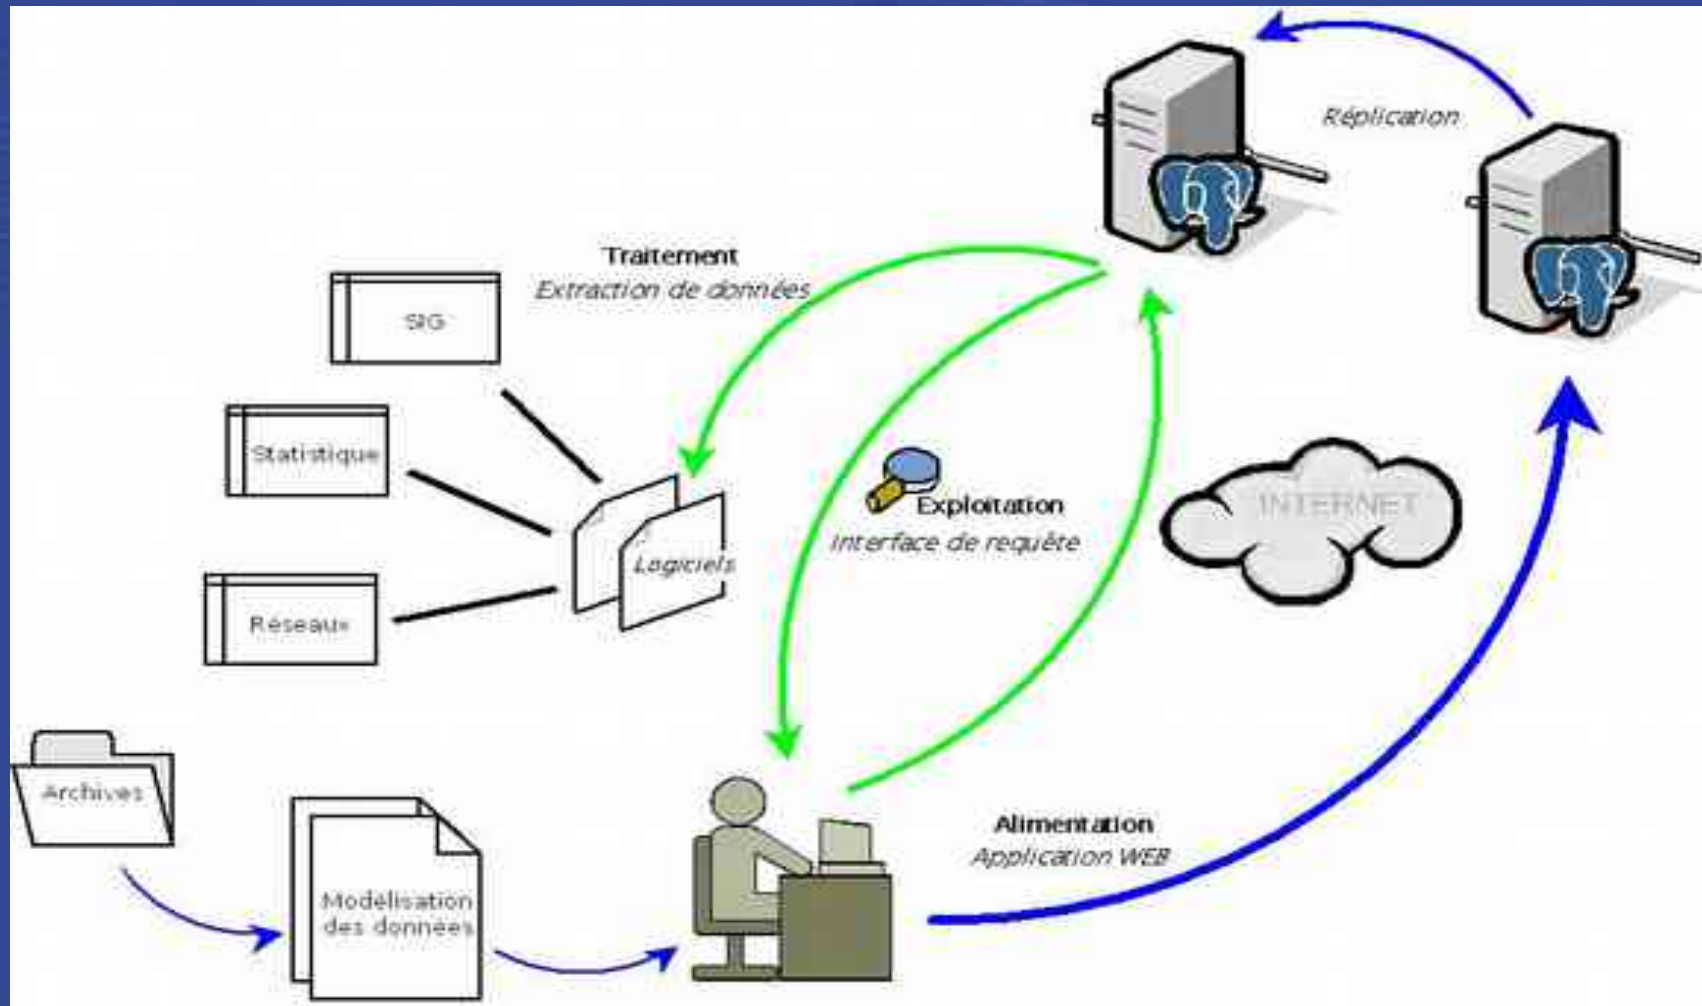 Réplication
Traitement
Extraction de données
SIG
Statistique
Exploitation
Interface de requête
INTERNET
Logiciels
Réseaux
Archives
Alimentation
Application WEB
Modélisation
des données